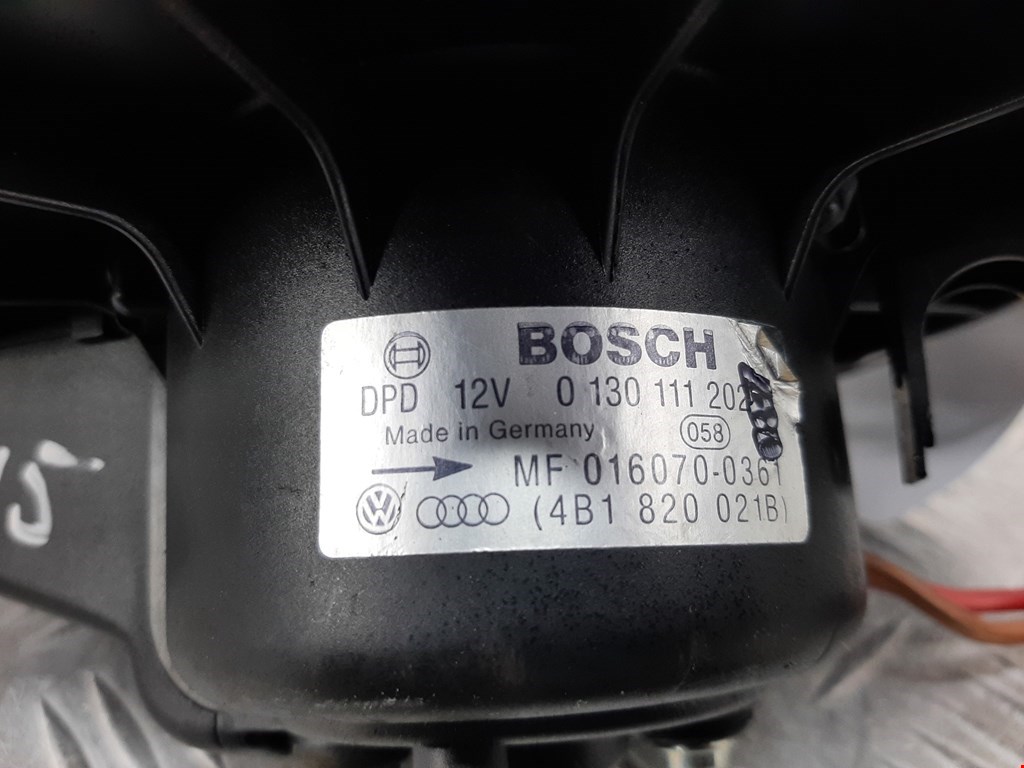 BOSCH
DPD 12V 0 130 111 202
Made in Germany 058
MF 016070-0361
(4B1 820 021B)